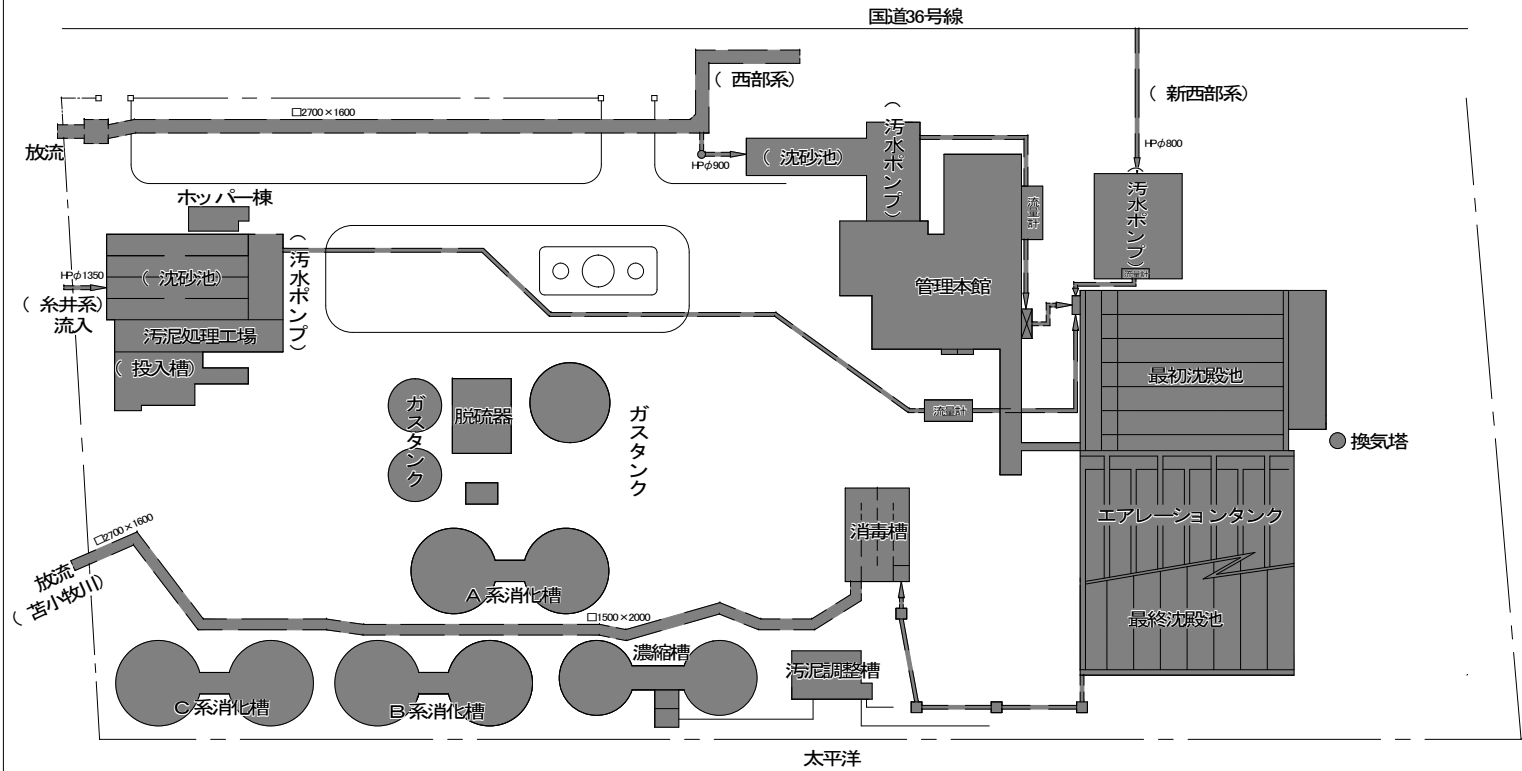 国道36号線
（ 西部系）
（ 新西部系）
□2700×1600
放流
HPφ900
（ 沈砂池）
（汚水ポンプ）
HPφ800
ホッパー棟
流量計
（汚水ポンプ）
流量計
HPφ1350
（ 沈砂池）
（汚水ポンプ）
（ 糸井系）
流入
管理本館
汚泥処理工場
（ 投入槽）
最初沈殿池
ガスタンク
脱硫器
ガスタンク
流量計
換気塔
□2700×1600
消毒槽
エアレーションタンク
放流
（ 苫小牧川）
A系消化槽
□1500×2000
最終沈殿池
濃縮槽
汚泥調整槽
C系消化槽
B系消化槽
太平洋